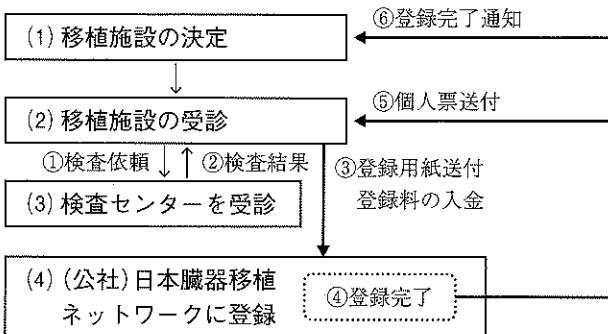 ⑥登録完了通知
(1) 移植施設の決定
⑤個人票送付
(2) 移植施設の受診
①検査依頼
②検査結果
③登録用紙送付
登録料の入金
(3) 検査センターを受診
(4) (公社)日本臓器移植
ネットワークに登録
④登録完了